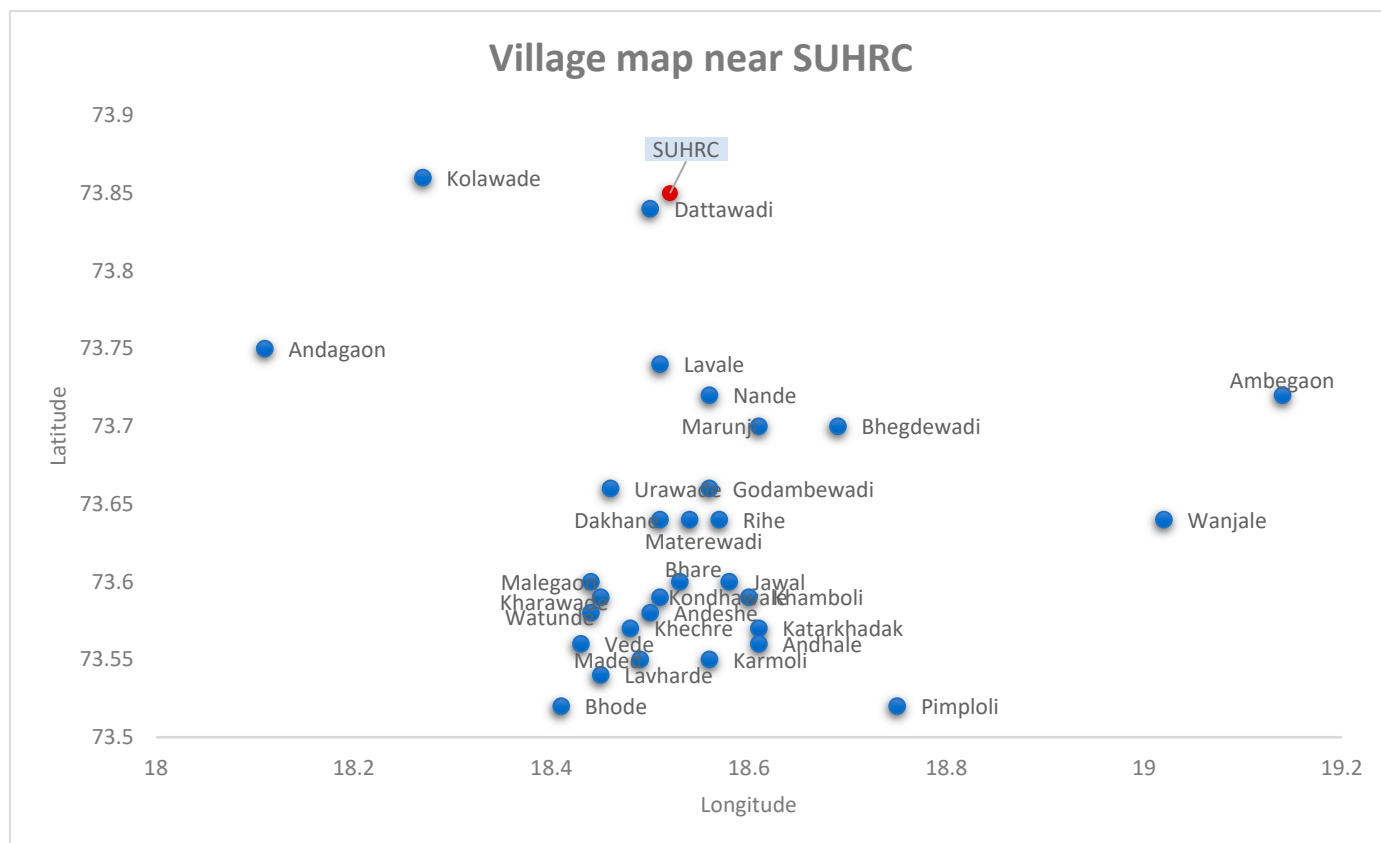 Village map near SUHRC
73.9
SUHRC
Kolawade
73.85
Dattawadi
73.8
73.75
Andagaon
Lavale
Ambegaon
Nande
73.7
Marunji
Bhegdewadi
Latitude
73.65
Urawade
Godambewadi
Dakhane
Rihe
Wanjale
Materewadi
Bhare
73.6
Malegaon
Jawal
Kharawade
Kondhawale
Khamboli
Watunde
Andeshe
Khechre
Katarkhadak
Vede
Andhale
73.55
Maded
Karmoli
Lavharde
Bhode
Pimploli
73.5
18
18.2
18.4
18.6
18.8
19
19.2
Longitude